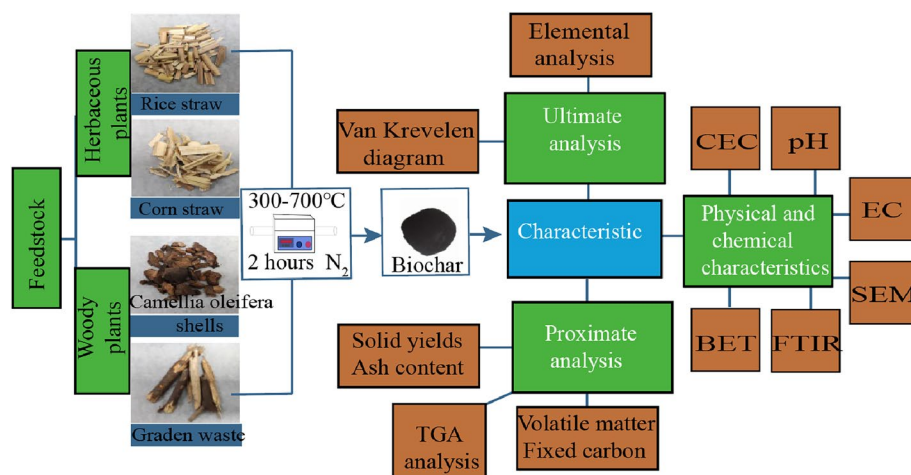 Feedstock
Herbaceous
plants
Woody
plants
Rice straw
Corn straw
Camellia oleifera
shells
Graden waste
300-700℃
2 hours N₂
Biochar
Characteristic
Elemental
analysis
Ultimate
analysis
Van Krevelen
diagram
Proximate
analysis
Solid yields
Ash content
TGA
analysis
Volatile matter
Fixed carbon
Physical and
chemical
characteristics
CEC
pH
EC
SEM
FTIR
BET